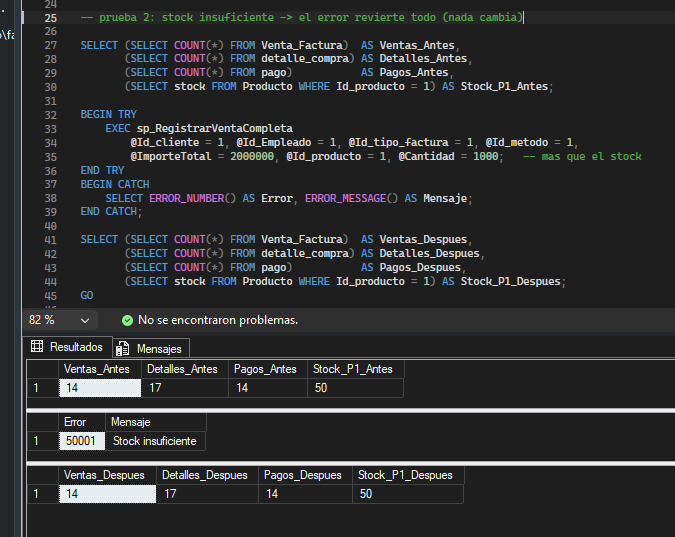 o\fa
24
25 -- prueba 2: stock insuficiente -> el error revierte todo (nada cambia)
26
27 SELECT (SELECT COUNT(*) FROM Venta_Factura) AS Ventas_Antes,
28 (SELECT COUNT(*) FROM detalle_compra) AS Detalles_Antes,
29 (SELECT COUNT(*) FROM pago) AS Pagos_Antes,
30 (SELECT stock FROM Producto WHERE Id_producto = 1) AS Stock_P1_Antes;
31
32 BEGIN TRY
33 EXEC sp_RegistrarVentaCompleta
34 @Id_cliente = 1, @Id_Empleado = 1, @Id_tipo_factura = 1, @Id_metodo = 1,
35 @ImporteTotal = 2000000, @Id_producto = 1, @Cantidad = 1000; -- mas que el stock
36 END TRY
37 BEGIN CATCH
38 SELECT ERROR_NUMBER() AS Error, ERROR_MESSAGE() AS Mensaje;
39 END CATCH;
40
41 SELECT (SELECT COUNT(*) FROM Venta_Factura) AS Ventas_Despues,
42 (SELECT COUNT(*) FROM detalle_compra) AS Detalles_Despues,
43 (SELECT COUNT(*) FROM pago) AS Pagos_Despues,
44 (SELECT stock FROM Producto WHERE Id_producto = 1) AS Stock_P1_Despues;
45 GO
82 % No se encontraron problemas.
Resultados Mensajes
Ventas_Antes Detalles_Antes Pagos_Antes Stock_P1_Antes
1 14 17 14 50
Error Mensaje
1 50001 Stock insuficiente
Ventas_Despues Detalles_Despues Pagos_Despues Stock_P1_Despues
1 14 17 14 50